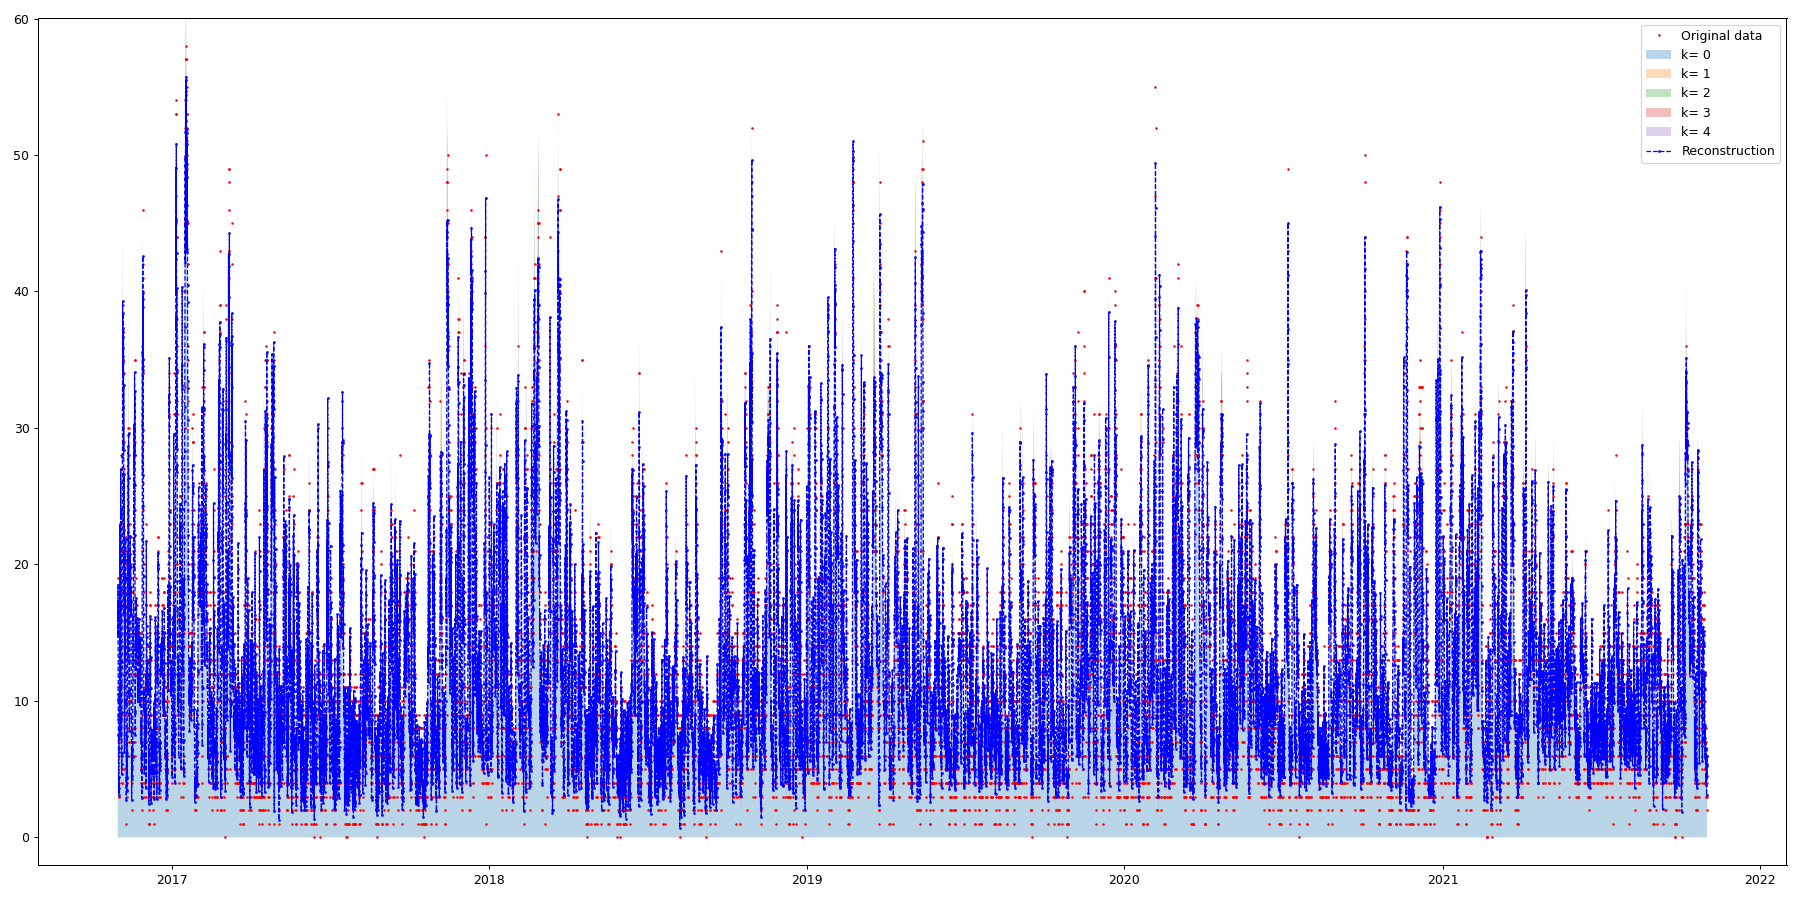 60
50
40
30
20
10
0
Original data
k= 0
k= 1
k= 2
k= 3
k= 4
Reconstruction
2017 2018 2019 2020 2021 2022